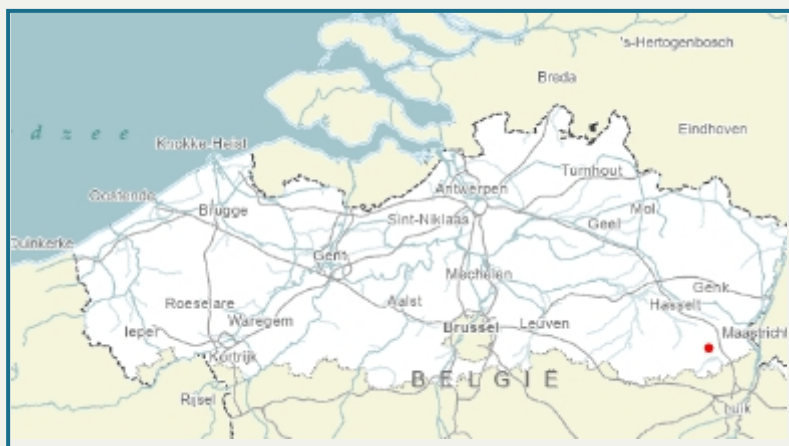 's-Hertogenbosch
Breda
Eindhoven
d z e e
Knokke-Heist
Turnhout
Antwerpen
Oostende
Brugge
Sint-Niklaas
Geel
Mol
Duinkerke
Gent
Mechelen
Genk
Roeselare
Aalst
Hasselt
Ieper
Waregem
Brussel
Leuven
Maastricht
Kortrijk
BELGIË
Rijsel
Luik